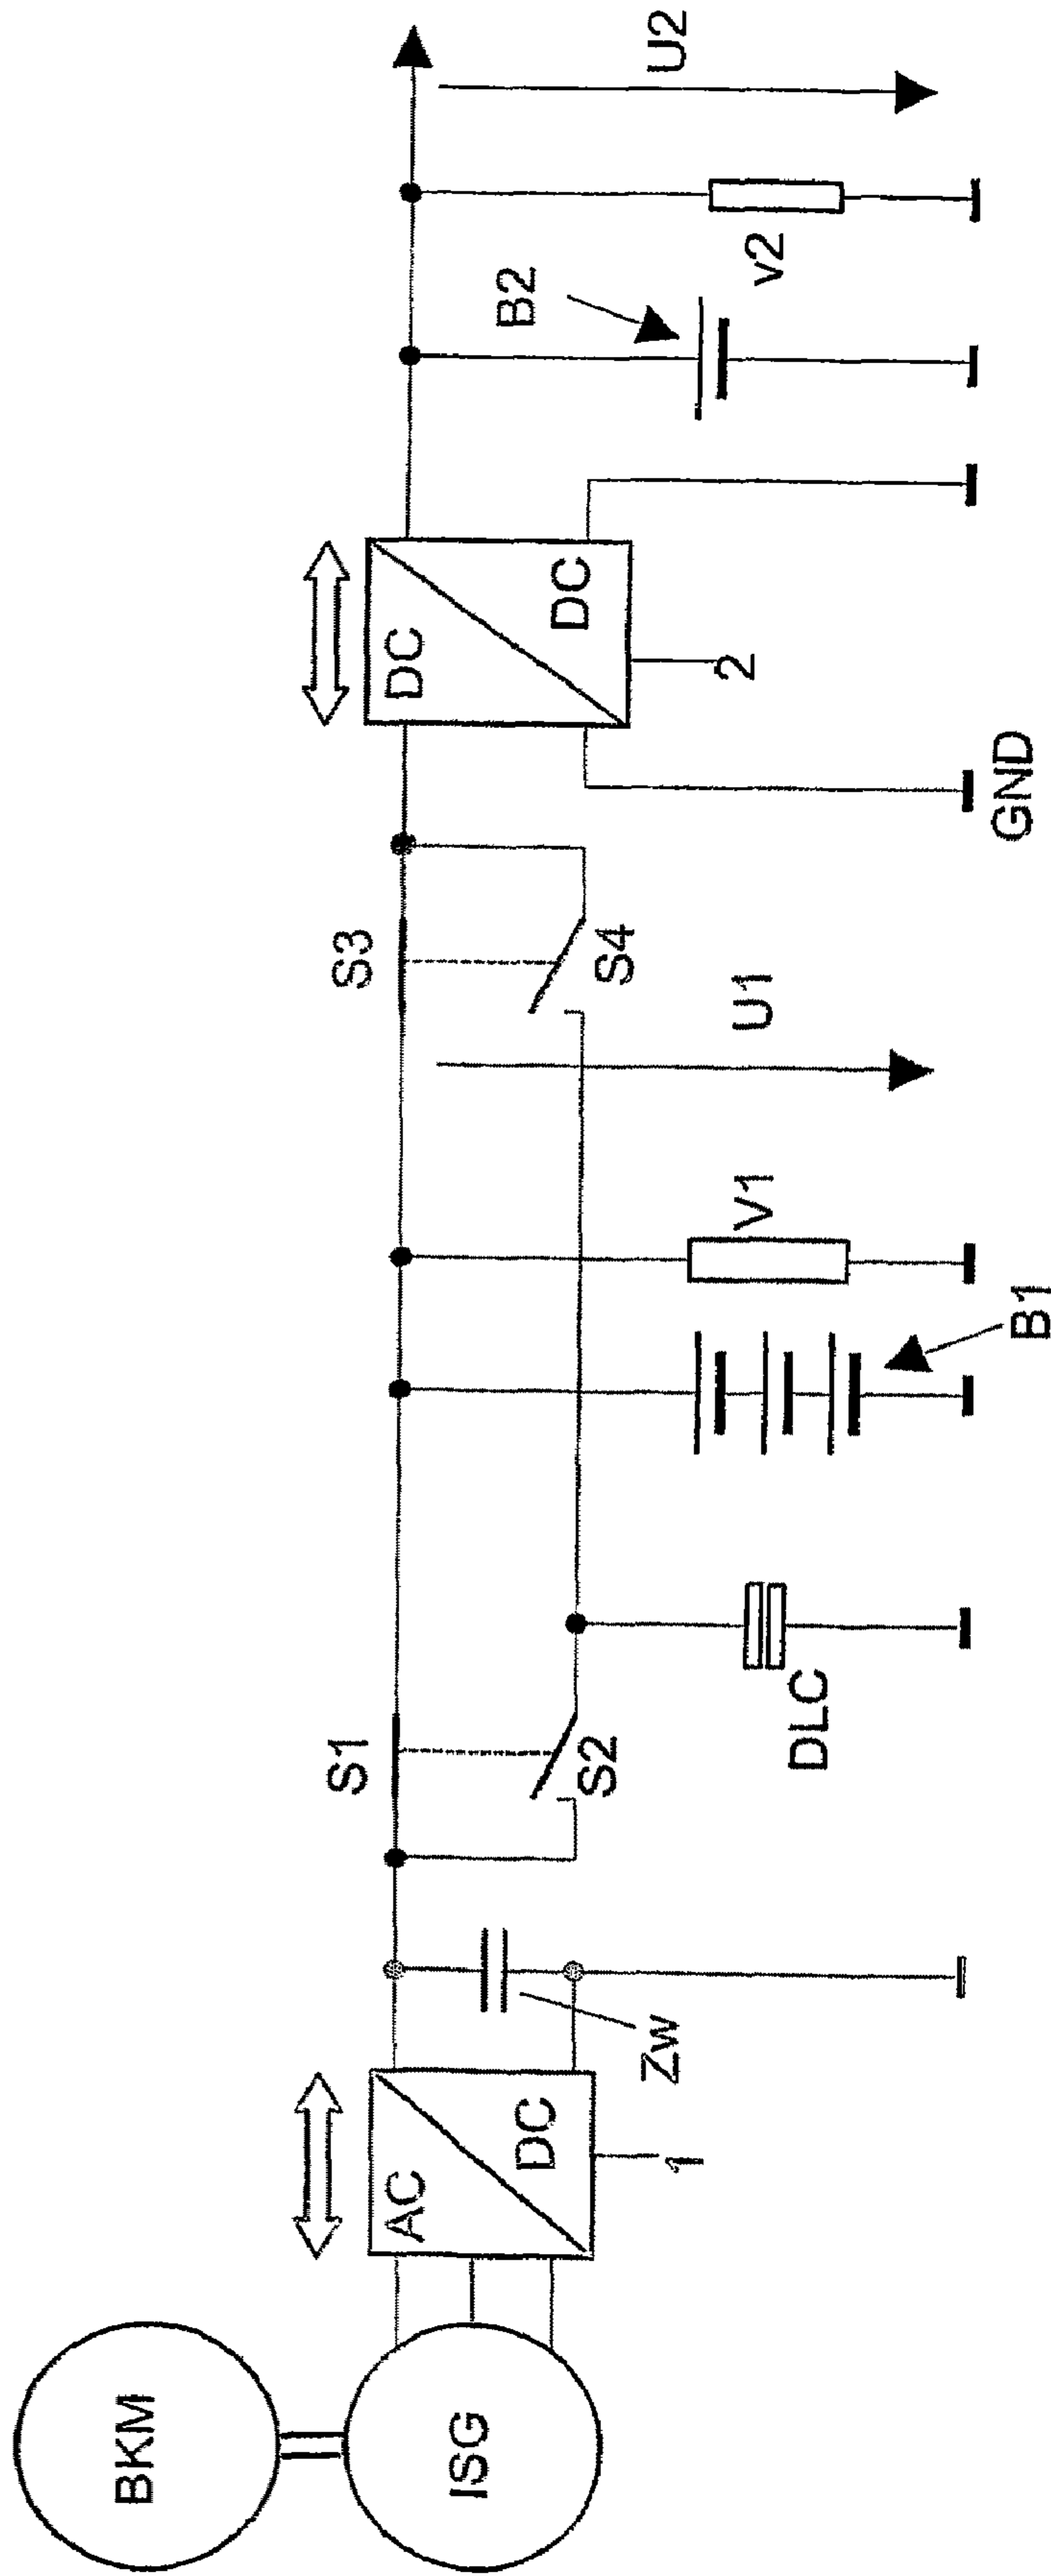 BKM
ISG
AC
DC
1
Zw
S1
S2
DLC
B1
V1
U1
S3
S4
GND
DC
DC
2
B2
v2
U2